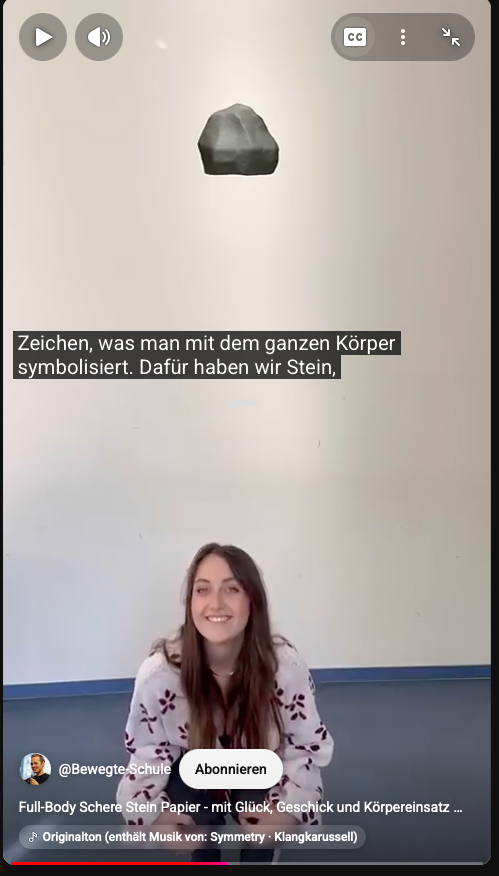 CC
Zeichen, was man mit dem ganzen Körper
symbolisiert. Dafür haben wir Stein,
@Bewegte-Schule Abonnieren
Full-Body Schere Stein Papier - mit Glück, Geschick und Körpereinsatz ...
Originalton (enthält Musik von: Symmetry · Klangkarussell)